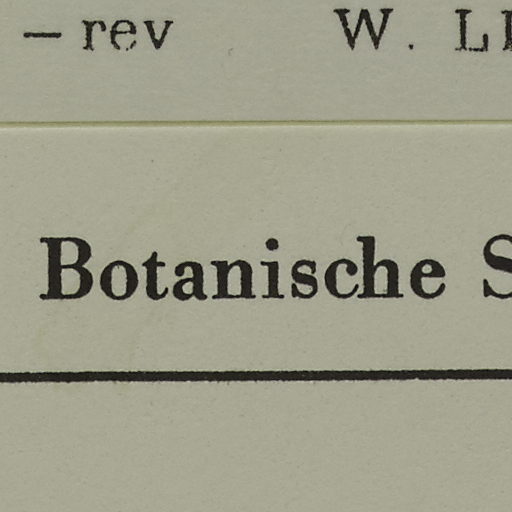 – rev W.
Botanische